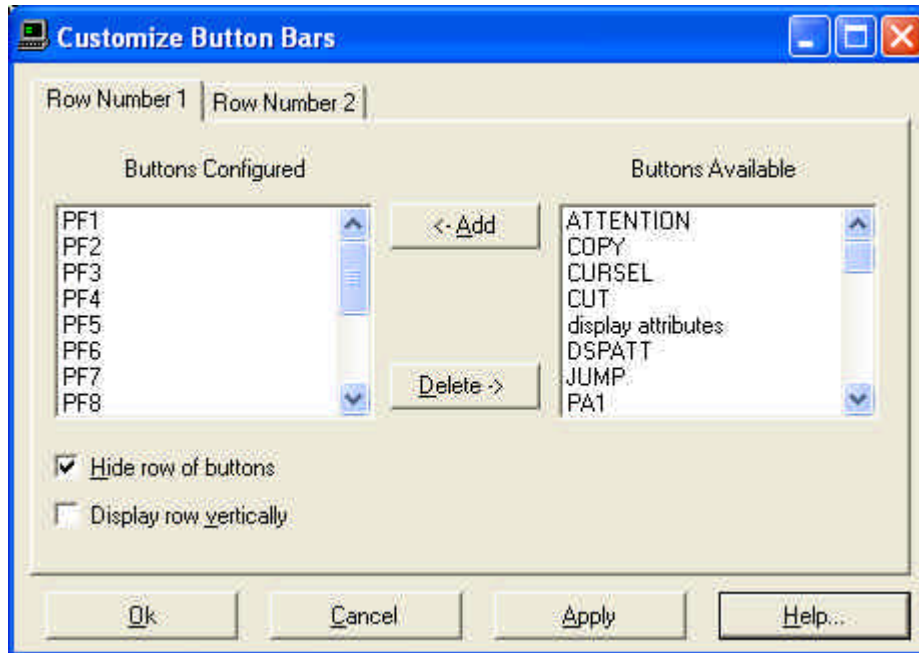 Customize Button Bars
Row Number 1
Row Number 2
Buttons Configured
Buttons Available
PF1
PF2
PF3
PF4
PF5
PF6
PF7
PF8
<- Add
Delete ->
ATTENTION
COPY
CURSEL
CUT
display attributes
DSPATT
JUMP
PA1
Hide row of buttons
Display row vertically
Ok
Cancel
Apply
Help...